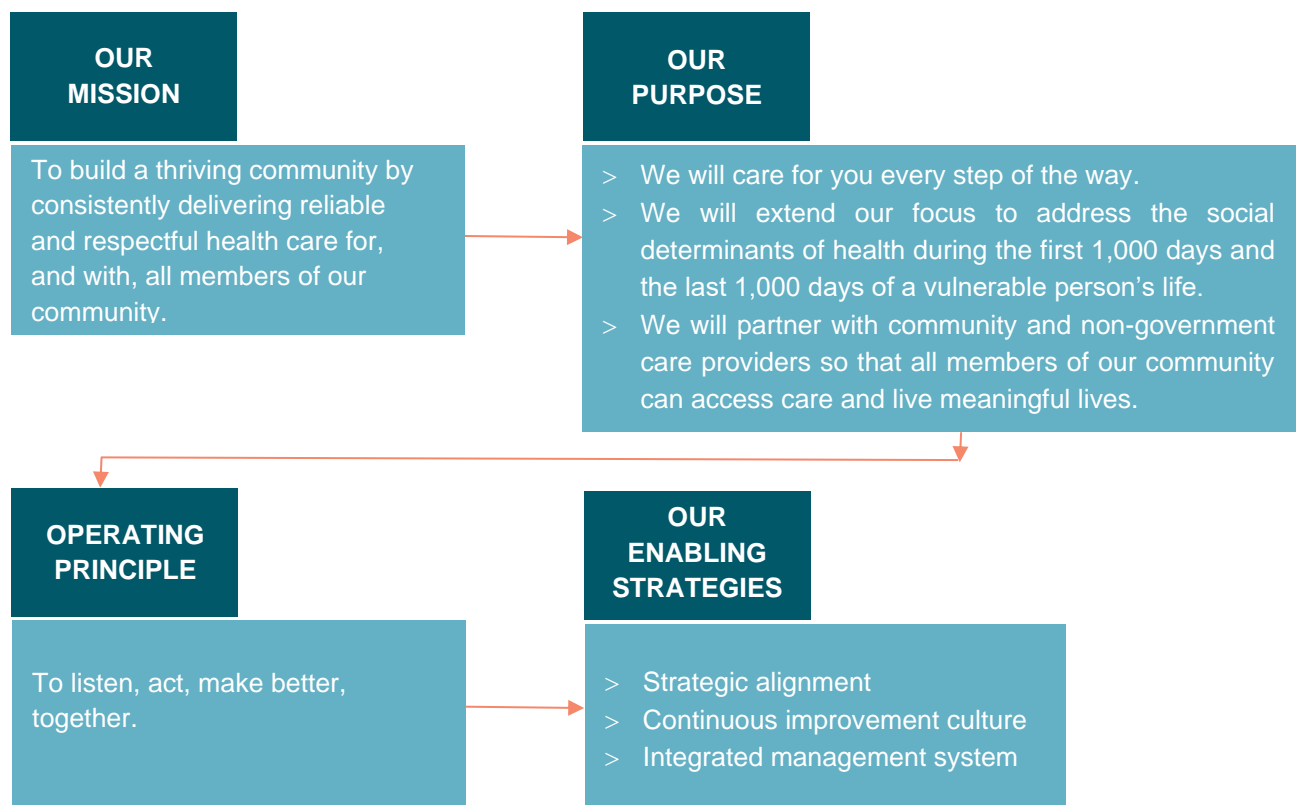 OUR
MISSION
To build a thriving community by
consistently delivering reliable
and respectful health care for,
and with, all members of our
community.
OUR
PURPOSE
> We will care for you every step of the way.
> We will extend our focus to address the social
determinants of health during the first 1,000 days and
the last 1,000 days of a vulnerable person’s life.
> We will partner with community and non-government
care providers so that all members of our community
can access care and live meaningful lives.
OPERATING
PRINCIPLE
To listen, act, make better,
together.
OUR
ENABLING
STRATEGIES
> Strategic alignment
> Continuous improvement culture
> Integrated management system